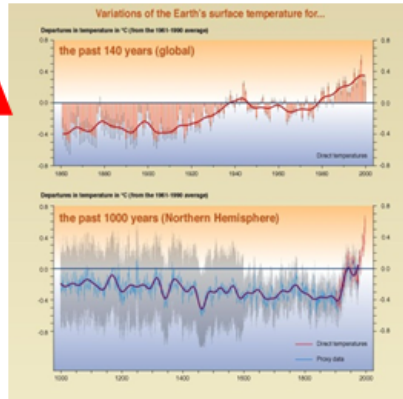 Variations of the Earth's surface temperature for...
Departures in temperature in °C (from the 1961-1990 average)
the past 140 years (global)
0.8 0.8
0.4 0.4
0.0 0.0
-0.4 -0.4
-0.8 -0.8
Direct temperatures
1860 1880 1900 1920 1940 1960 1980 2000
Departures in temperature in °C (from the 1961-1990 average)
the past 1000 years (Northern Hemisphere)
0.8 0.8
0.4 0.4
0.0 0.0
-0.4 -0.4
-0.8 -0.8
Direct temperatures
Proxy data
1000 1200 1400 1600 1800 2000